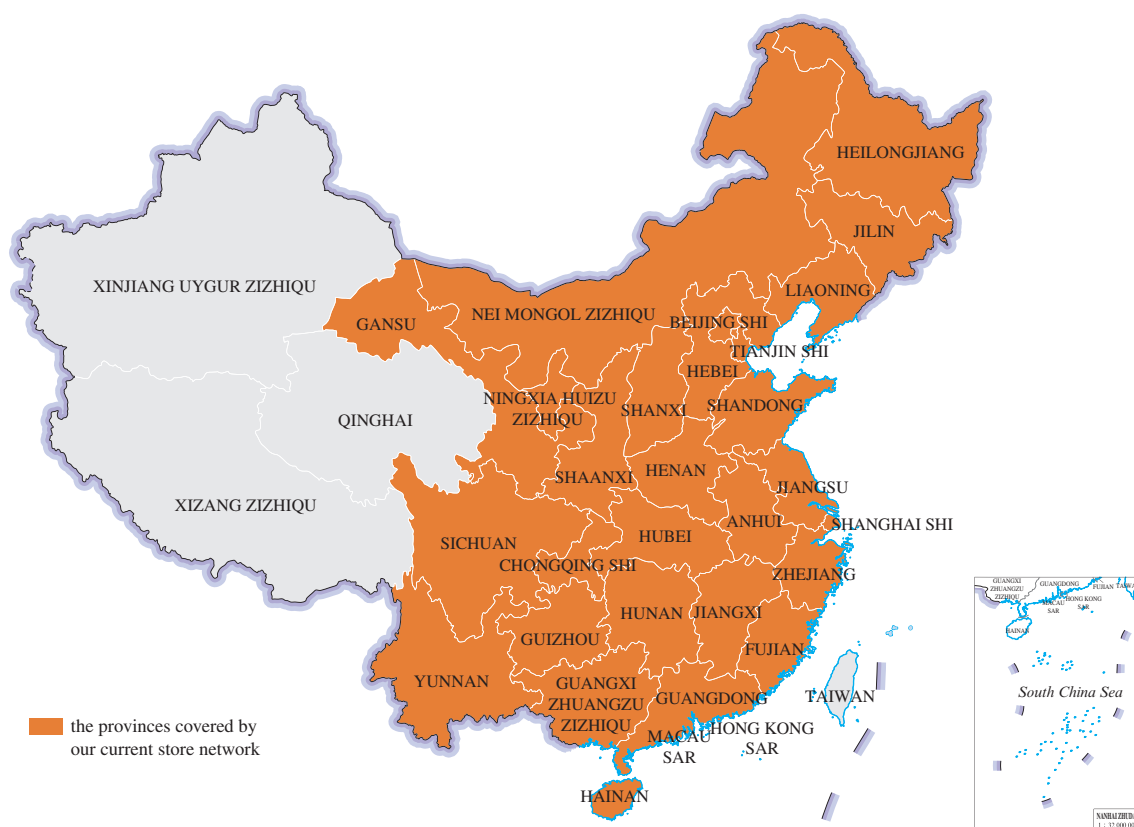 HEILONGJIANG
JILIN
LIAONING
XINJIANG UYGUR ZIZHIQU
GANSU
NEI MONGOL ZIZHIQU
BEIJING SHI
TIANJIN SHI
HEBEI
NINGXIA HUIZU
ZIZHIQU
SHANXI
SHANDONG
QINGHAI
SHAANXI
HENAN
JIANGSU
XIZANG ZIZHIQU
ANHUI
SHANGHAI SHI
SICHUAN
HUBEI
CHONGQING SHI
ZHEJIANG
HUNAN
JIANGXI
GUIZHOU
FUJIAN
YUNNAN
GUANGXI
ZHUANGZU
ZIZHIQU
GUANGDONG
TAIWAN
MACAU
SAR
HONG KONG
SAR
HAINAN
the provinces covered by
our current store network
GUANGXI
ZHUANGZU
ZIZHIQU
GUANGDONG
FUJIAN
MACAU
SAR
HONG KONG
SAR
HAINAN
South China Sea